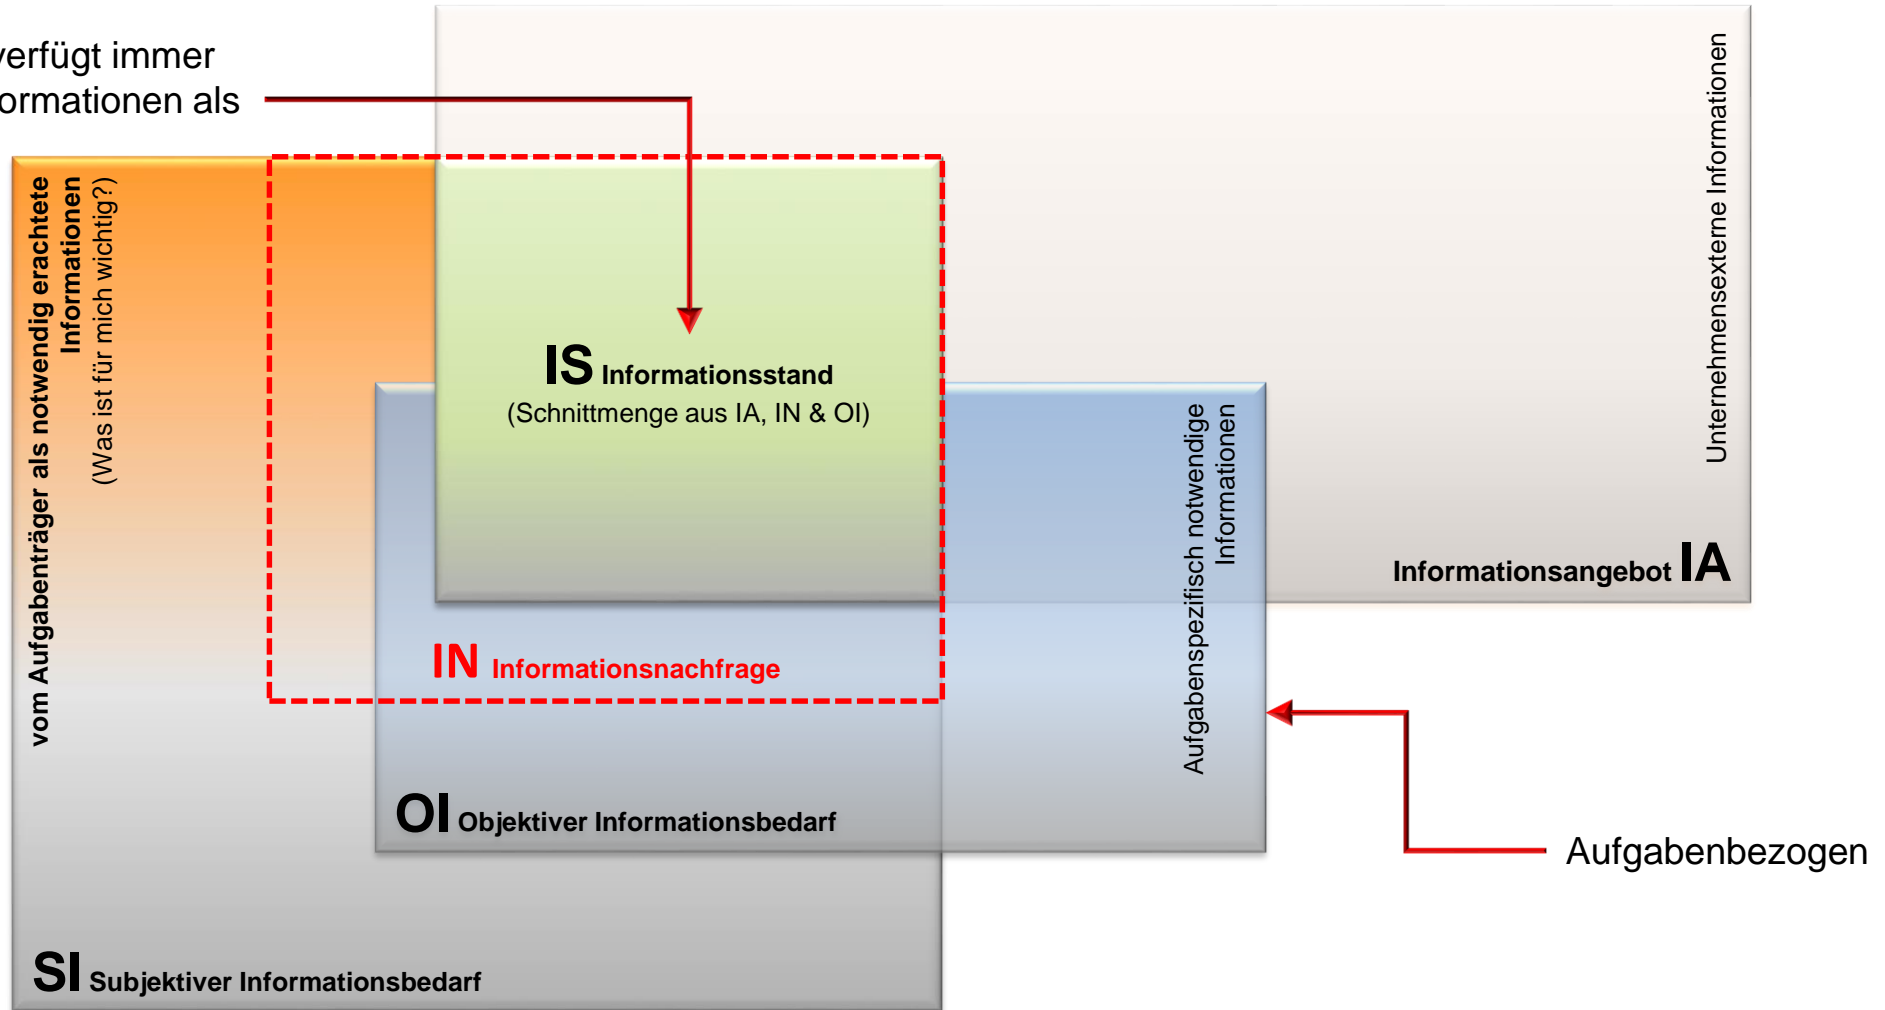 verfügt immer
formationen als
vom Aufgabenträger als notwendig erachtete
Informationen
(Was ist für mich wichtig?)
Unternehmensexterne Informationen
IS Informationsstand
(Schnittmenge aus IA, IN & OI)
Aufgabenspezifisch notwendige
Informationen
Informationsangebot IA
IN Informationsnachfrage
OI Objektiver Informationsbedarf
Aufgabenbezogen
SI Subjektiver Informationsbedarf